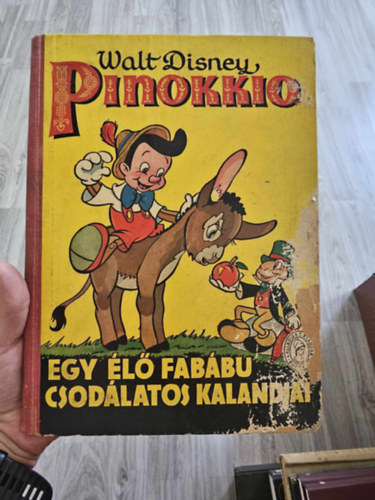 Walt Disney
PINOKKIO
EGY ÉLŐ FABÁBU
CSODÁLATOS KALANDJAI